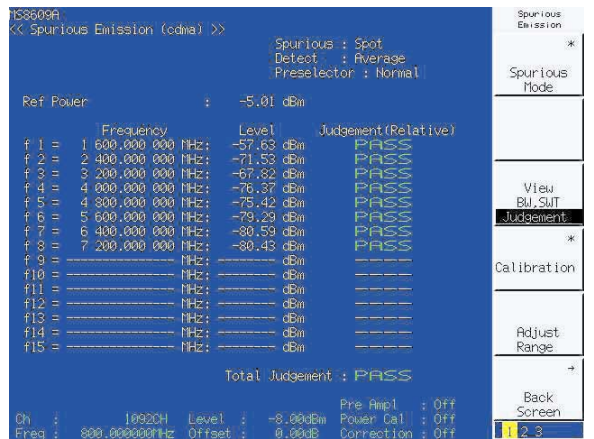 MS8609A
<< Spurious Emission (cdma) >>
Spurious : Spot
Detect : Average
Preselector : Normal
Ref Power : -5.01 dBm
Frequency Level Judgement(Relative)
f 1 = 1 600.000 000 MHz: -57.63 dBm PASS
f 2 = 2 400.000 000 MHz: -71.53 dBm PASS
f 3 = 3 200.000 000 MHz: -67.82 dBm PASS
f 4 = 4 000.000 000 MHz: -76.37 dBm PASS
f 5 = 4 800.000 000 MHz: -75.42 dBm PASS
f 6 = 5 600.000 000 MHz: -79.29 dBm PASS
f 7 = 6 400.000 000 MHz: -80.59 dBm PASS
f 8 = 7 200.000 000 MHz: -80.43 dBm PASS
f 9 = --------------- MHz: ------- dBm -----
f10 = --------------- MHz: ------- dBm -----
f11 = --------------- MHz: ------- dBm -----
f12 = --------------- MHz: ------- dBm -----
f13 = --------------- MHz: ------- dBm -----
f14 = --------------- MHz: ------- dBm -----
f15 = --------------- MHz: ------- dBm -----
Total Judgement : PASS
Pre Ampl : Off
Ch : 1092CH Level : -8.00dBm Power Cal : Off
Freq : 800.000000MHz Offset : 0.00dB Correction : Off
Spurious
Emission
*
Spurious
Mode
View
BW,SWT
Judgement
*
Calibration
Adjust
Range
→
Back
Screen
1 2 3